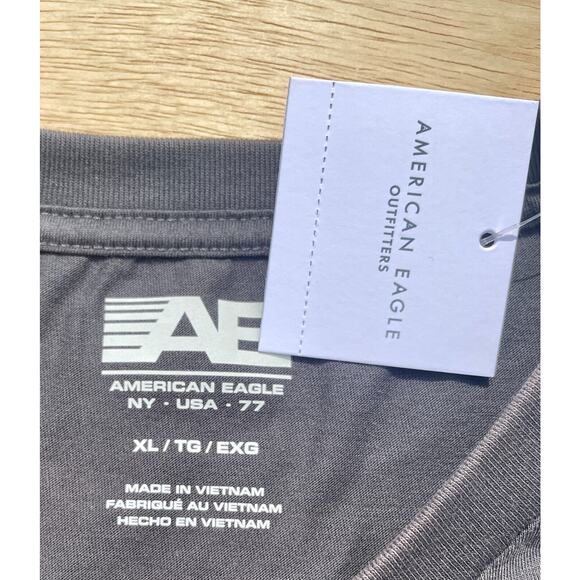 AMERICAN EAGLE
OUTFITTERS
AE
AMERICAN EAGLE
NY · USA · 77
XL / TG / EXG
MADE IN VIETNAM
FABRIQUÉ AU VIETNAM
HECHO EN VIETNAM